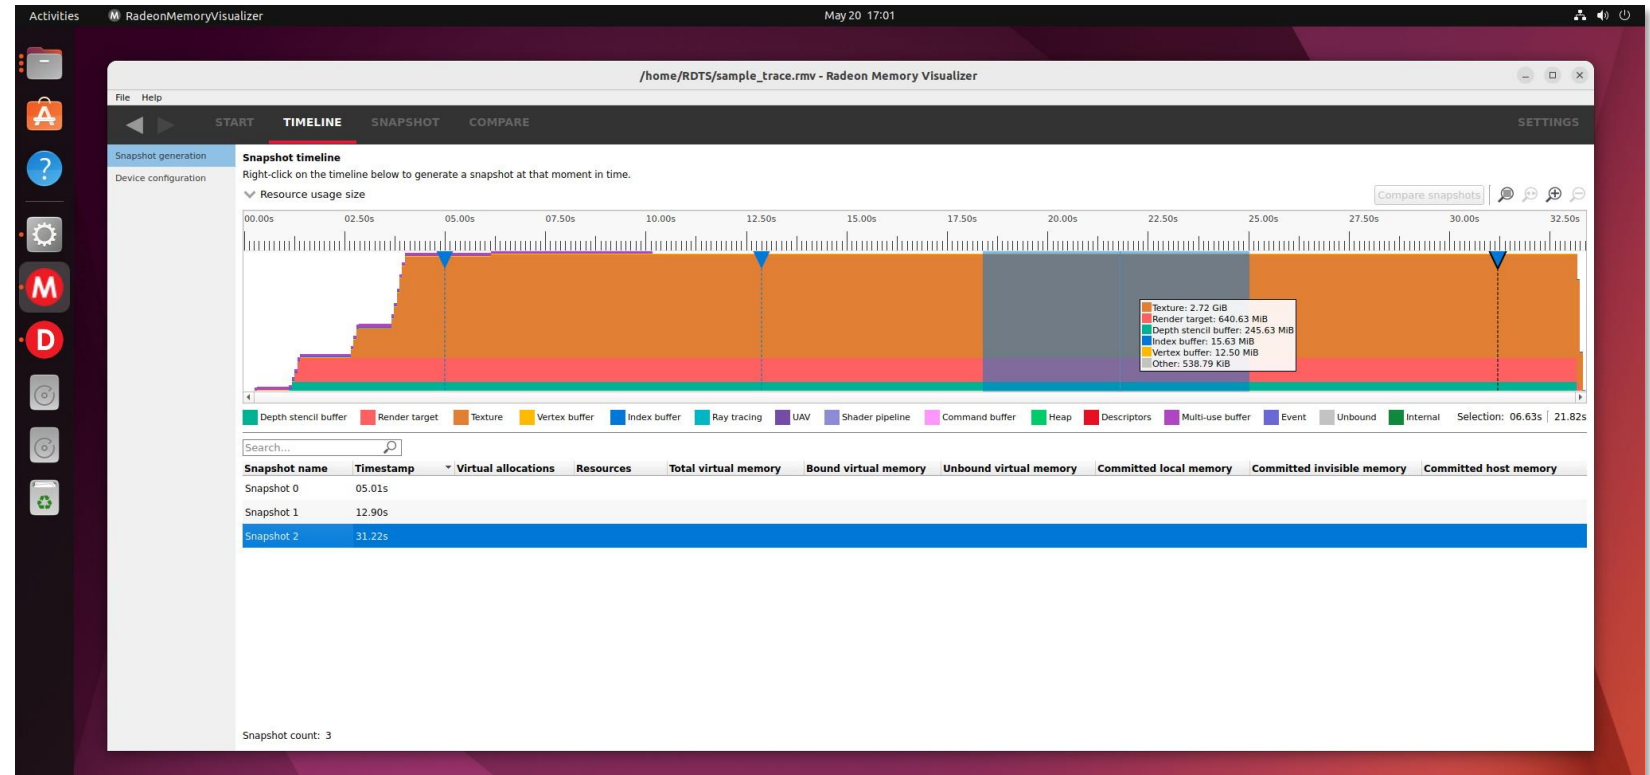 Activities RadeonMemoryVisualizer May 20 17:01
/home/RDTS/sample_trace.rmv - Radeon Memory Visualizer
File Help
START TIMELINE SNAPSHOT COMPARE SETTINGS
Snapshot generation
Device configuration
Snapshot timeline
Right-click on the timeline below to generate a snapshot at that moment in time.
Resource usage size Compare snapshots
00.00s 02.50s 05.00s 07.50s 10.00s 12.50s 15.00s 17.50s 20.00s 22.50s 25.00s 27.50s 30.00s 32.50s
Texture: 2.72 GiB
Render target: 640.63 MiB
Depth stencil buffer: 245.63 MiB
Index buffer: 15.63 MiB
Vertex buffer: 12.50 MiB
Other: 538.79 KiB
Depth stencil buffer Render target Texture Vertex buffer Index buffer Ray tracing UAV Shader pipeline Command buffer Heap Descriptors Multi-use buffer Event Unbound Internal Selection: 06.63s | 21.82s
Search...
Snapshot name Timestamp Virtual allocations Resources Total virtual memory Bound virtual memory Unbound virtual memory Committed local memory Committed invisible memory Committed host memory
Snapshot 0 05.01s
Snapshot 1 12.90s
Snapshot 2 31.22s
Snapshot count: 3
M
D